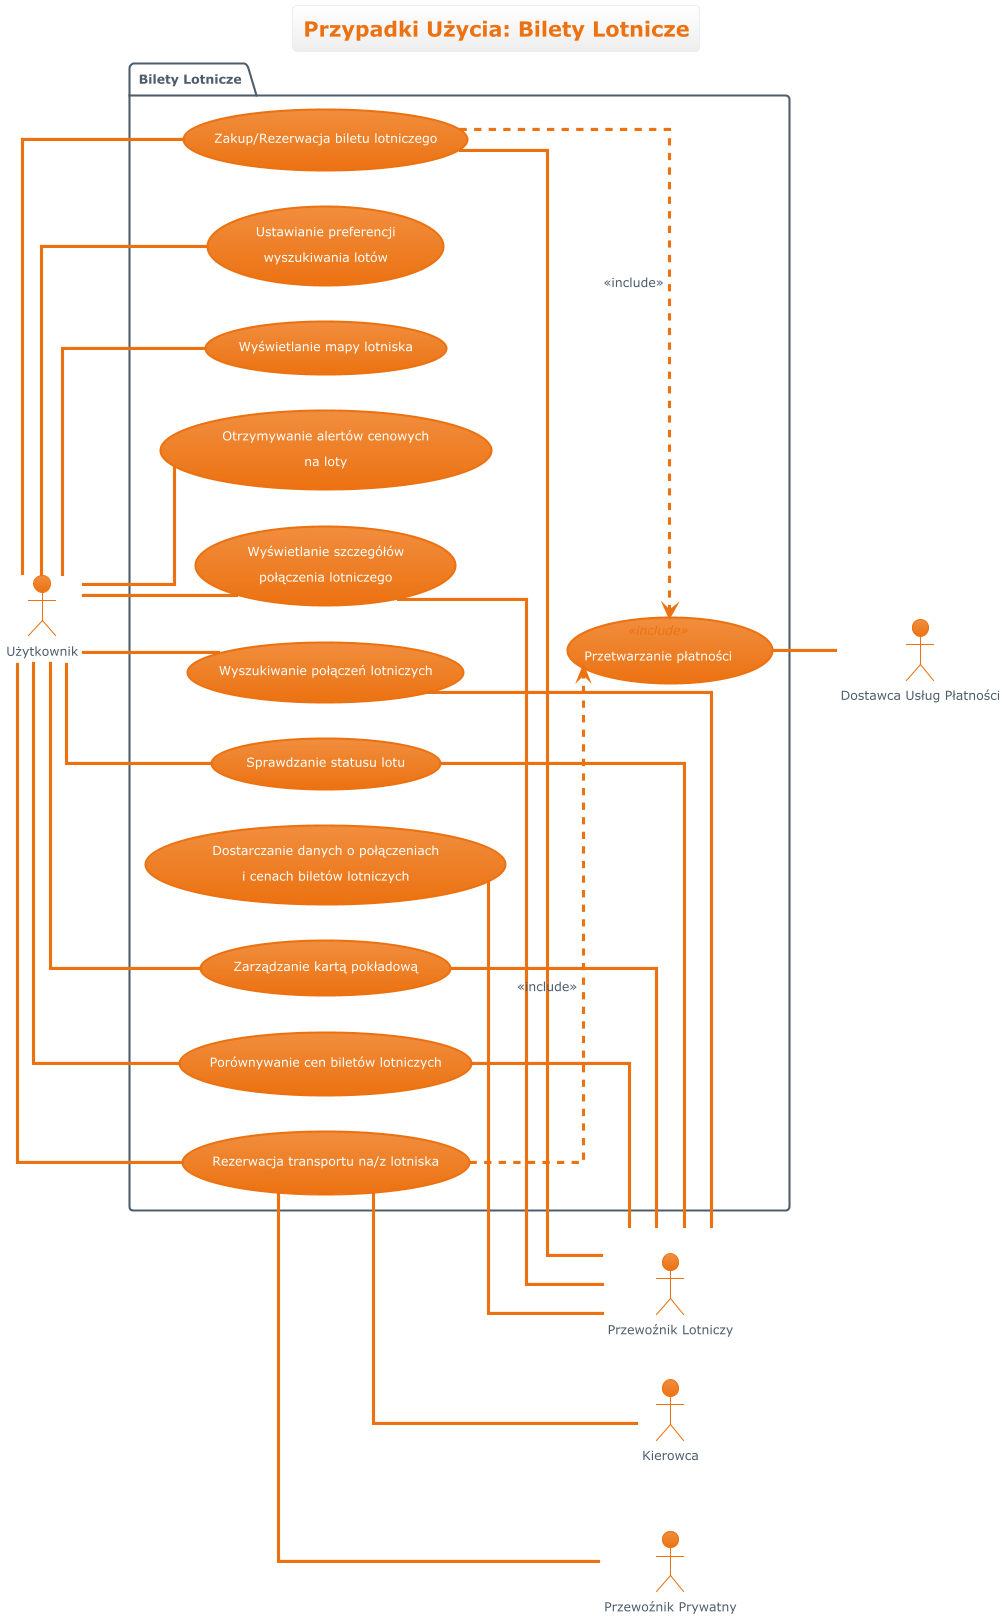 Przypadki Użycia: Bilety Lotnicze
Bilety Lotnicze
Zakup/Rezerwacja biletu lotniczego
Ustawianie preferencji
wyszukiwania lotów
«include»
Wyświetlanie mapy lotniska
Otrzymywanie alertów cenowych
na loty
Wyświetlanie szczegółów
połączenia lotniczego
Użytkownik
«include»
Przetwarzanie płatności
Dostawca Usług Płatności
Wyszukiwanie połączeń lotniczych
Sprawdzanie statusu lotu
Dostarczanie danych o połączeniach
i cenach biletów lotniczych
Zarządzanie kartą pokładową
«include»
Porównywanie cen biletów lotniczych
Rezerwacja transportu na/z lotniska
Przewoźnik Lotniczy
Kierowca
Przewoźnik Prywatny